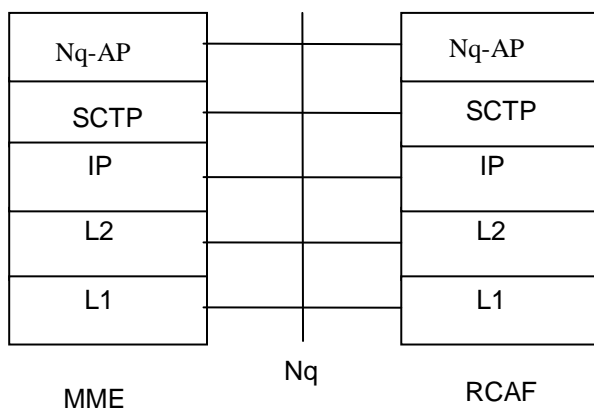 Nq-AP Nq-AP
SCTP SCTP
IP IP
L2 L2
L1 L1
Nq
MME RCAF